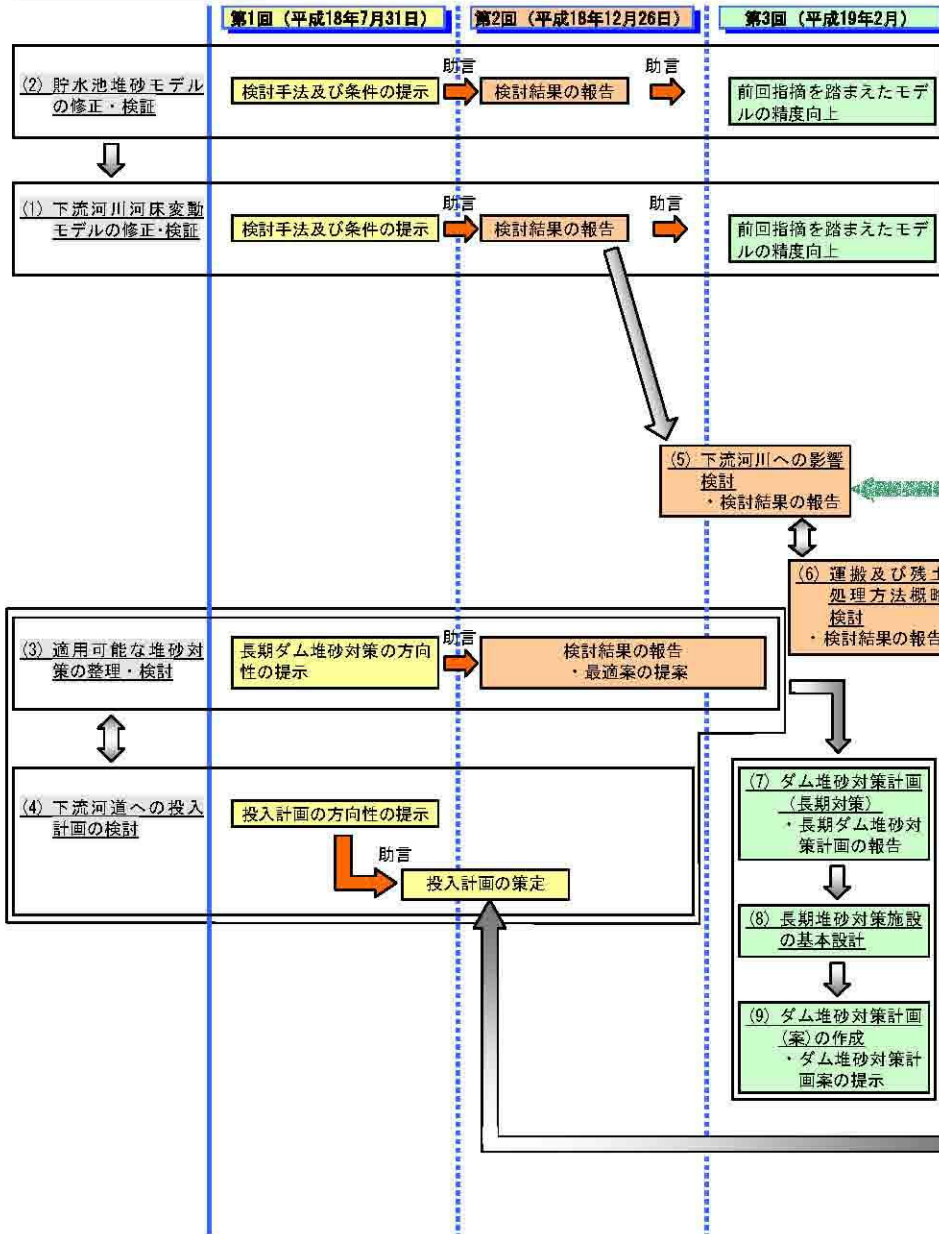 第1回（平成18年7月31日）
第2回（平成18年12月26日）
第3回（平成19年2月）
(2) 貯水池堆砂モデル
の修正・検証
検討手法及び条件の提示
助言
検討結果の報告
助言
前回指摘を踏まえたモデ
ルの精度向上
(1) 下流河川河床変動
モデルの修正・検証
検討手法及び条件の提示
助言
検討結果の報告
助言
前回指摘を踏まえたモデ
ルの精度向上
(5) 下流河川への影響
検討
・検討結果の報告
(6) 運搬及び残土
処理方法概略
検討
・検討結果の報告
(3) 適用可能な堆砂対
策の整理・検討
長期ダム堆砂対策の方向
性の提示
助言
検討結果の報告
・最適案の提案
(4) 下流河道への投入
計画の検討
投入計画の方向性の提示
助言
投入計画の策定
(7) ダム堆砂対策計画
(長期対策)
・長期ダム堆砂対
策計画の報告
(8) 長期堆砂対策施設
の基本設計
(9) ダム堆砂対策計画
(案)の作成
・ダム堆砂対策計
画案の提示